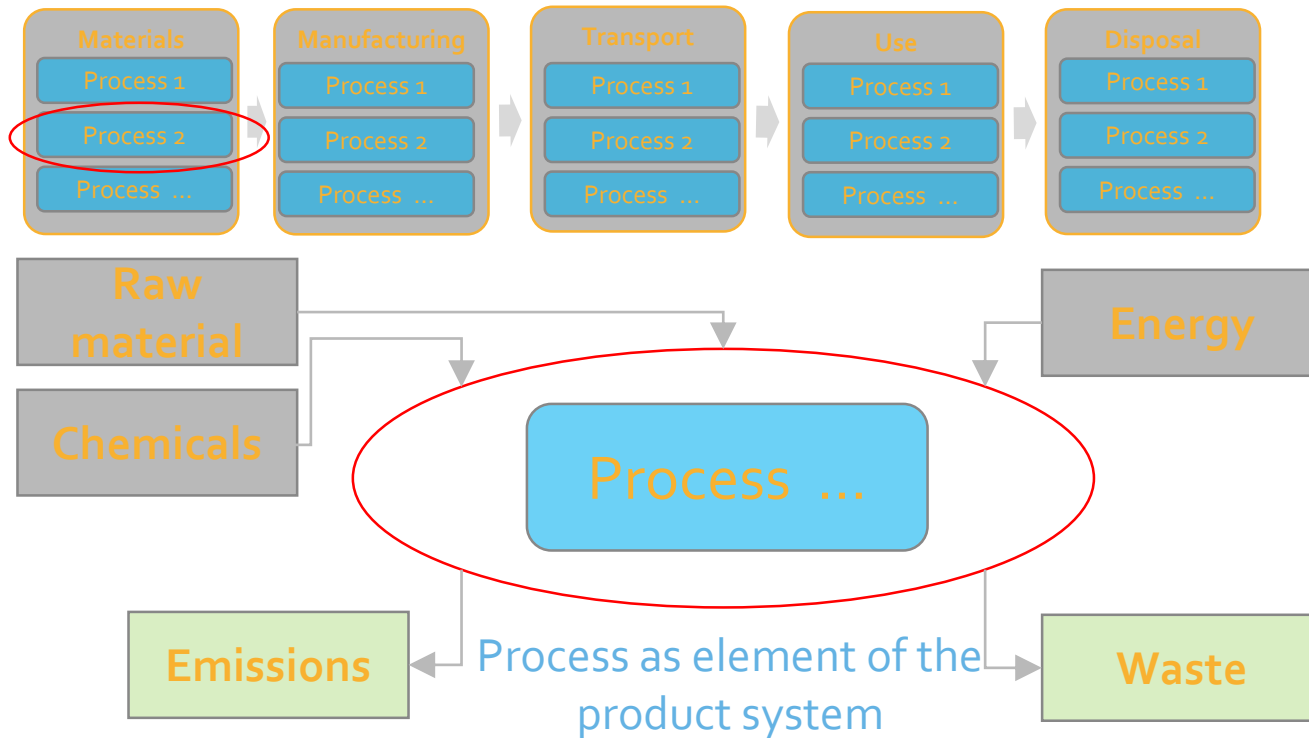 Materials
Process 1
Process 2
Process ...
Manufacturing
Process 1
Process 2
Process ...
Transport
Process 1
Process 2
Process ...
Use
Process 1
Process 2
Process ...
Disposal
Process 1
Process 2
Process ...
Raw
material
Energy
Chemicals
Process ...
Emissions
Process as element of the
product system
Waste